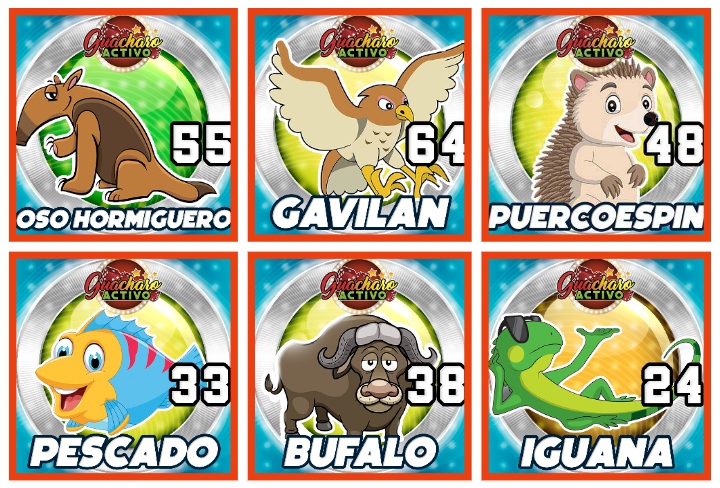 Guacharo
ACTIVO
55
OSO HORMIGUERO
Guacharo
ACTIVO
64
GAVILAN
Guacharo
ACTIVO
48
PUERCOESPIN
Guacharo
ACTIVO
33
PESCADO
Guacharo
ACTIVO
38
BUFALO
Guacharo
ACTIVO
24
IGUANA